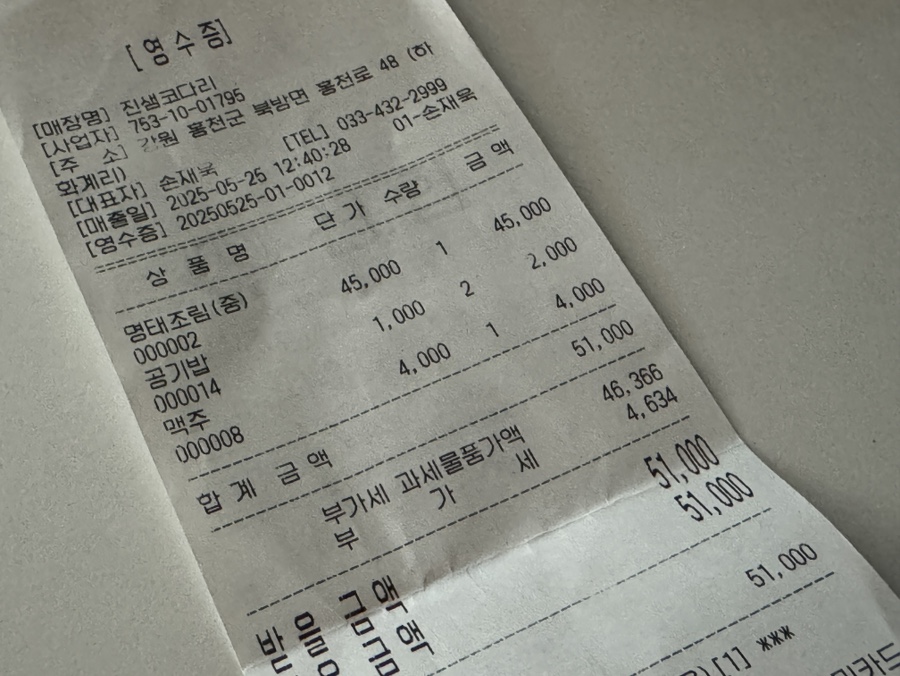 [영수증]
[매장명] 진샘코다리
[사업자] 753-10-01795
[주 소] 강원 홍천군 북방면 홍천로 48 (하
화계리)
[대표자] 손재욱 [TEL] 033-432-2999
[매출일] 2025-05-25 12:40:28 01-손재욱
[영수증] 20250525-01-0012
상 품 명 단 가 수량 금 액
명태조림(중) 45,000 1 45,000
000002
공기밥 1,000 2 2,000
000014
맥주 4,000 1 4,000
000008
합 계 금 액 51,000
부가세 과세물품가액 46,366
부 가 세 4,634
받 을 금 액 51,000
금 액 51,000
51,000
[1] ***
카드